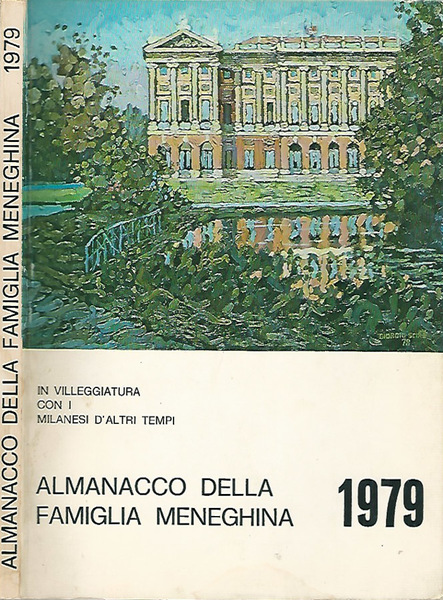 ALMANACCO DELLA FAMIGLIA MENEGHINA 1979
IN VILLEGGIATURA
CON I
MILANESI D'ALTRI TEMPI
ALMANACCO DELLA
FAMIGLIA MENEGHINA
1979